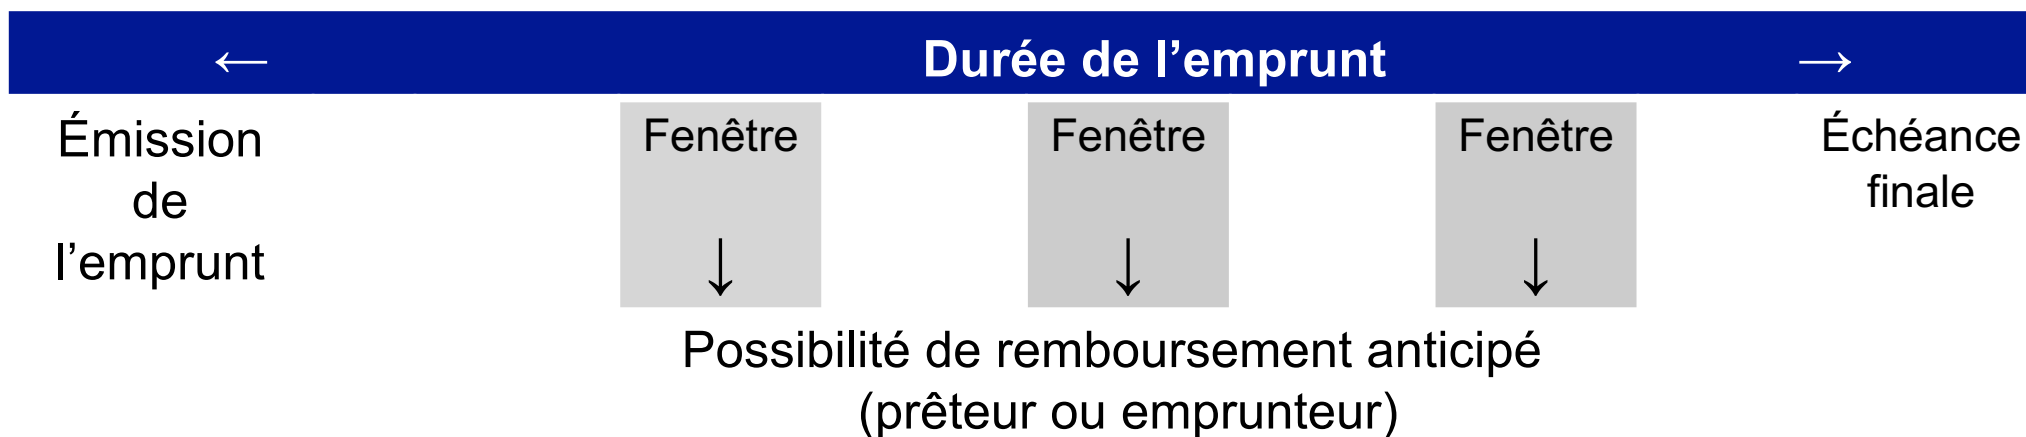 ← Durée de l’emprunt →
Émission
de
l’emprunt
Fenêtre
↓
Fenêtre
↓
Fenêtre
↓
Échéance
finale
Possibilité de remboursement anticipé
(prêteur ou emprunteur)